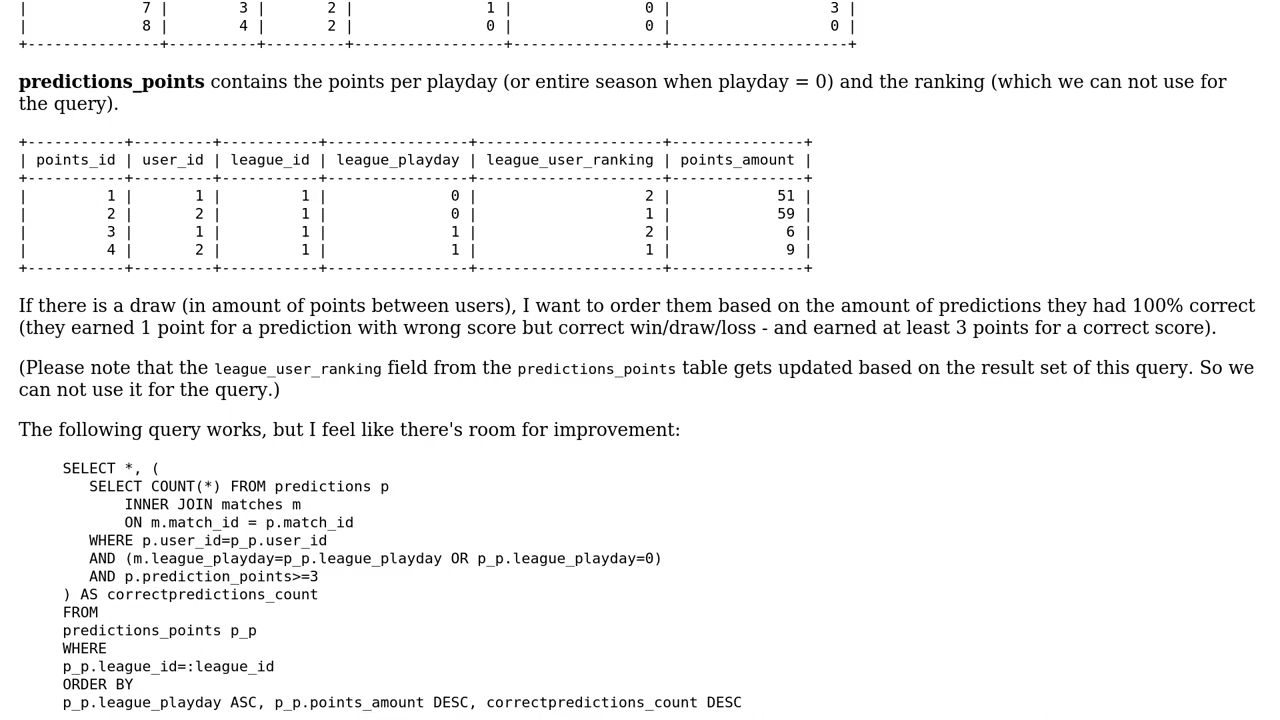 |             7 |        3 |       2 |               1 |               0 |                 3 |
|             8 |        4 |       2 |               0 |               0 |                 0 |
+---------------+----------+---------+-----------------+-----------------+-------------------+
predictions_points contains the points per playday (or entire season when playday = 0) and the ranking (which we can not use for
the query).
+-----------+---------+-----------+----------------+---------------------+---------------+
| points_id | user_id | league_id | league_playday | league_user_ranking | points_amount |
+-----------+---------+-----------+----------------+---------------------+---------------+
|         1 |       1 |         1 |              0 |                   2 |            51 |
|         2 |       2 |         1 |              0 |                   1 |            59 |
|         3 |       1 |         1 |              1 |                   2 |             6 |
|         4 |       2 |         1 |              1 |                   1 |             9 |
+-----------+---------+-----------+----------------+---------------------+---------------+
If there is a draw (in amount of points between users), I want to order them based on the amount of predictions they had 100% correct
(they earned 1 point for a prediction with wrong score but correct win/draw/loss - and earned at least 3 points for a correct score).
(Please note that the league_user_ranking field from the predictions_points table gets updated based on the result set of this query. So we
can not use it for the query.)
The following query works, but I feel like there's room for improvement:
SELECT *, (
   SELECT COUNT(*) FROM predictions p
       INNER JOIN matches m
       ON m.match_id = p.match_id
   WHERE p.user_id=p_p.user_id
   AND (m.league_playday=p_p.league_playday OR p_p.league_playday=0)
   AND p.prediction_points>=3
) AS correctpredictions_count
FROM
predictions_points p_p
WHERE
p_p.league_id=:league_id
ORDER BY
p_p.league_playday ASC, p_p.points_amount DESC, correctpredictions_count DESC